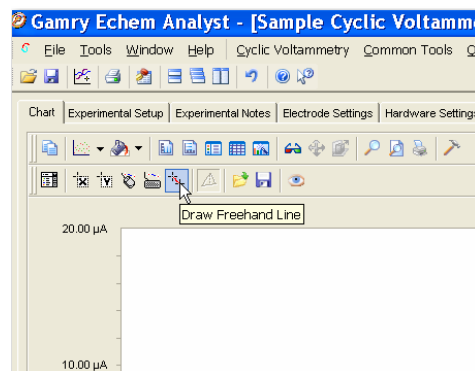 Gamry Echem Analyst - [Sample Cyclic Voltamm
File Tools Window Help Cyclic Voltammetry Common Tools
Chart Experimental Setup Experimental Notes Electrode Settings Hardware Settings
Draw Freehand Line
20.00 µA
10.00 µA